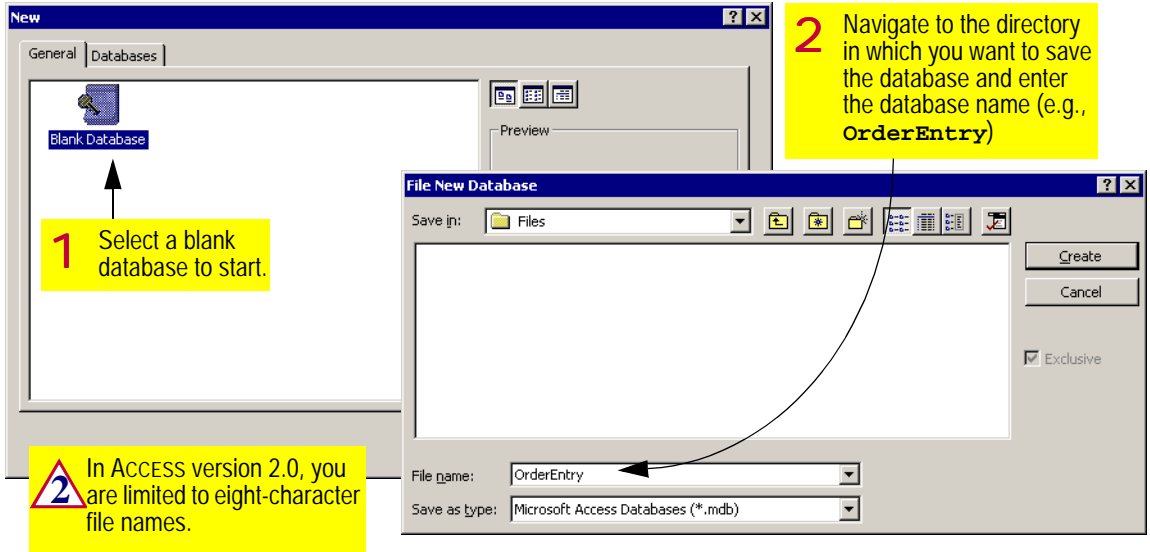 New
General Databases
Blank Database
Preview
1 Select a blank
database to start.
2 Navigate to the directory
in which you want to save
the database and enter
the database name (e.g.,
OrderEntry)
File New Database
Save in: Files
Create
Cancel
Exclusive
File name: OrderEntry
Save as type: Microsoft Access Databases (*.mdb)
2 In ACCESS version 2.0, you
are limited to eight-character
file names.